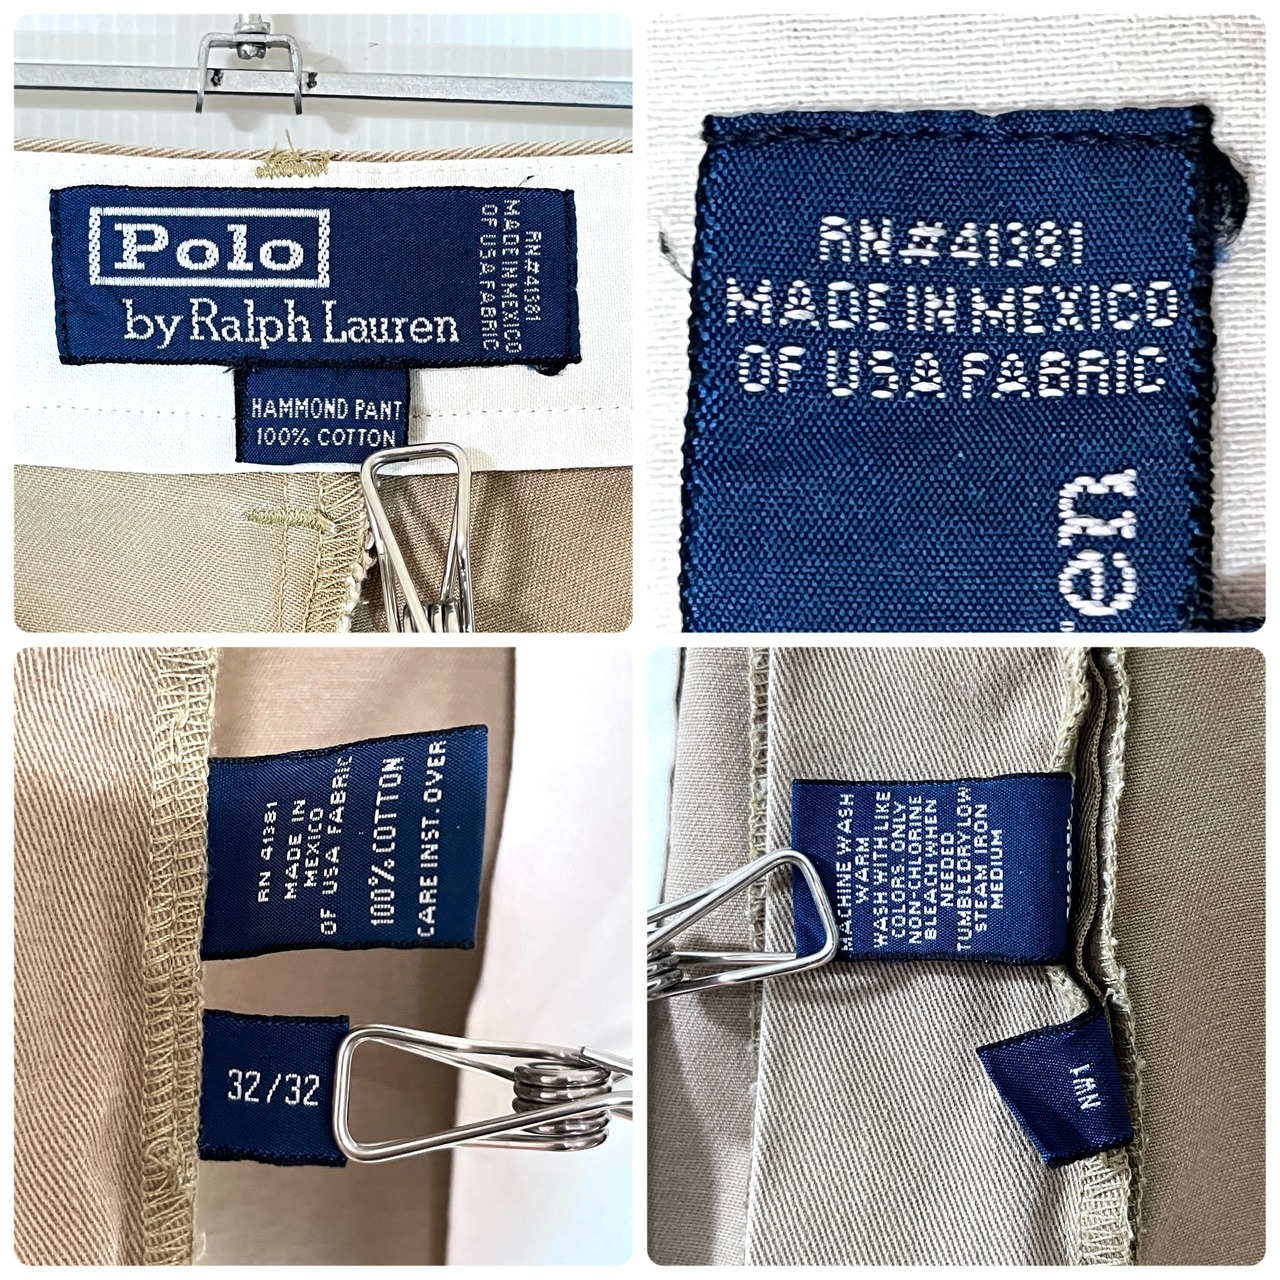 Polo
by Ralph Lauren
RN#41381
MADE IN MEXICO
OF USA FABRIC
HAMMOND PANT
100% COTTON
RN#41381
MADE IN MEXICO
OF USA FABRIC
en
RN 41381
MADE IN
MEXICO
OF USA FABRIC
100% COTTON
CARE INST. OVER
32/32
MACHINE WASH
WARM
WASH WITH LIKE
COLORS. ONLY
NON-CHLORINE
BLEACH WHEN
NEEDED
TUMBLE DRY LOW
STEAM IRON
MEDIUM
NW1